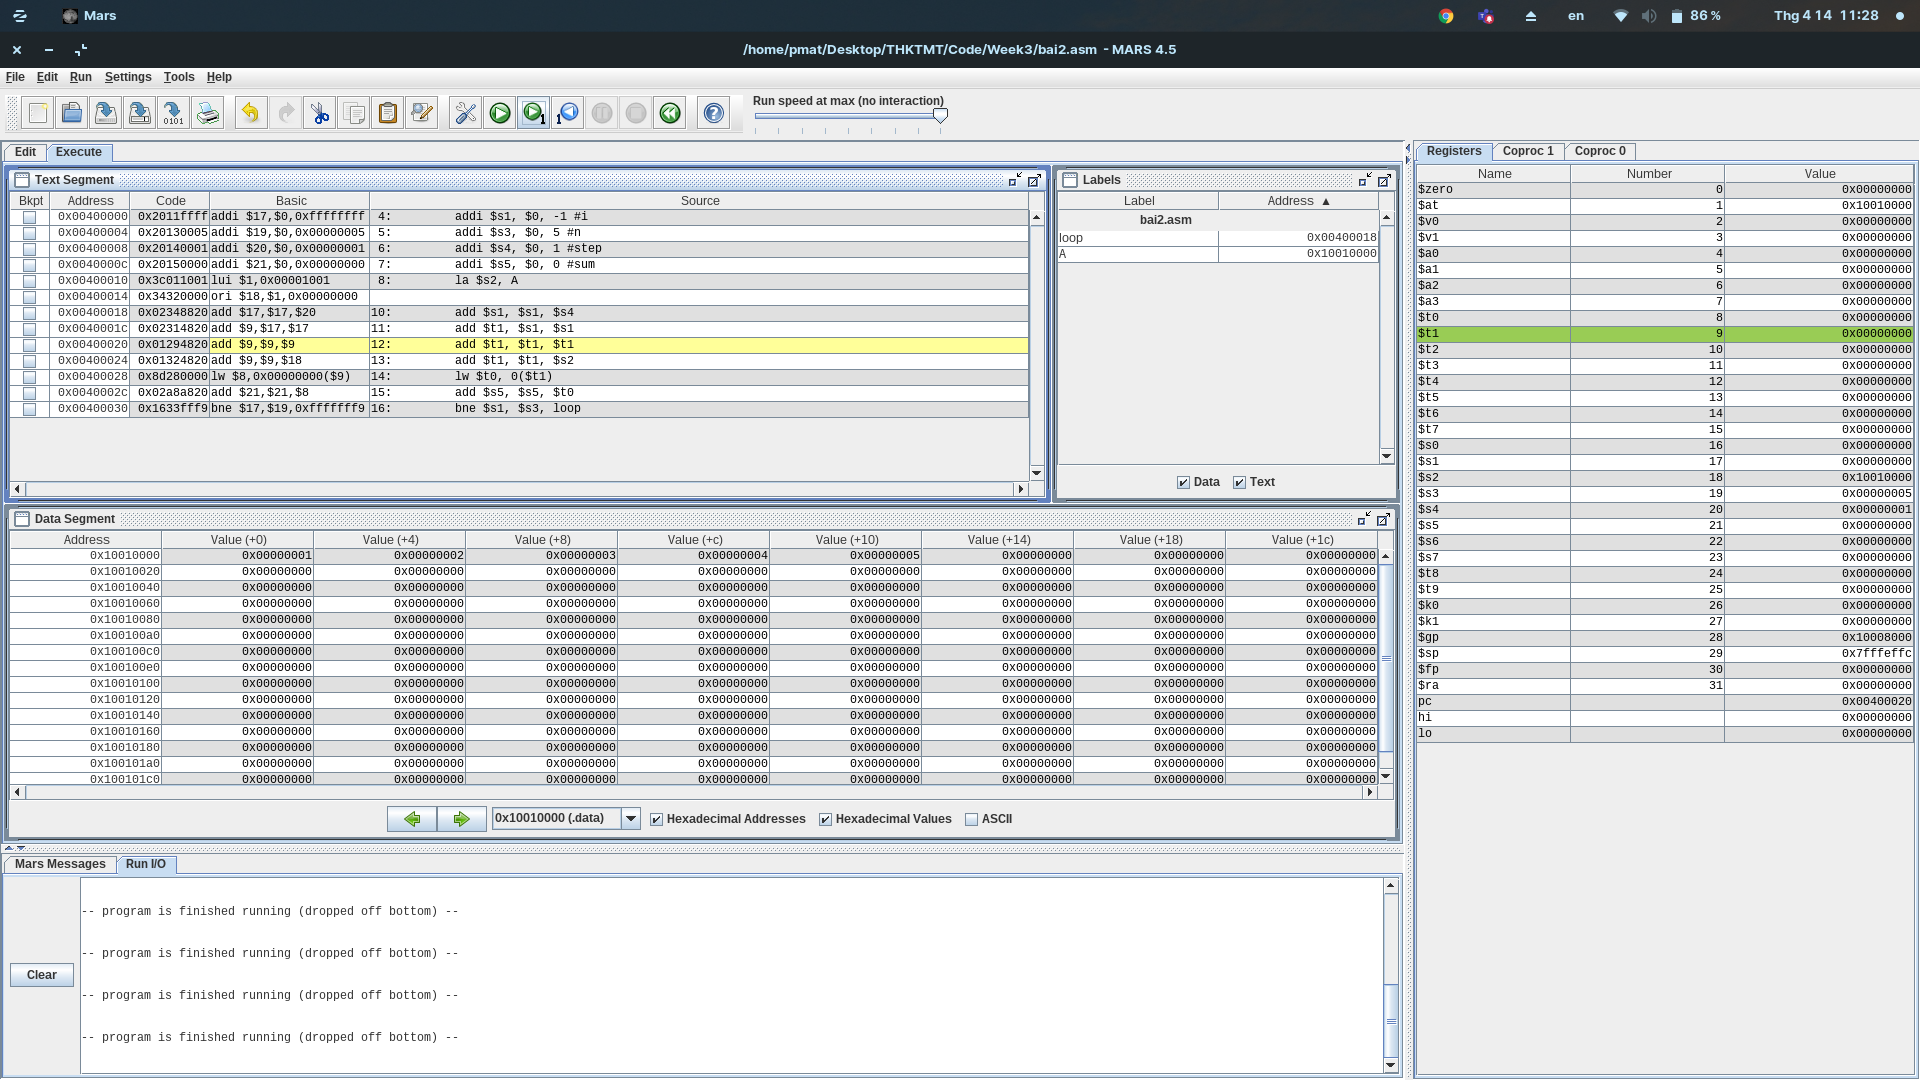 Mars
en
86 %
Thg 4 14 11:28
/home/pmat/Desktop/THKTMT/Code/Week3/bai2.asm - MARS 4.5
File Edit Run Settings Tools Help
Run speed at max (no interaction)
Edit Execute
Text Segment
Bkpt Address Code Basic Source
0x00400000 0x2011ffff addi $17,$0,0xffffffff 4: addi $s1, $0, -1 #i
0x00400004 0x20130005 addi $19,$0,0x00000005 5: addi $s3, $0, 5 #n
0x00400008 0x20140001 addi $20,$0,0x00000001 6: addi $s4, $0, 1 #step
0x0040000c 0x20150000 addi $21,$0,0x00000000 7: addi $s5, $0, 0 #sum
0x00400010 0x3c011001 lui $1,0x00001001 8: la $s2, A
0x00400014 0x34320000 ori $18,$1,0x00000000
0x00400018 0x02348820 add $17,$17,$20 10: add $s1, $s1, $s4
0x0040001c 0x02314820 add $9,$17,$17 11: add $t1, $s1, $s1
0x00400020 0x01294820 add $9,$9,$9 12: add $t1, $t1, $t1
0x00400024 0x01324820 add $9,$9,$18 13: add $t1, $t1, $s2
0x00400028 0x8d280000 lw $8,0x00000000($9) 14: lw $t0, 0($t1)
0x0040002c 0x02a8a820 add $21,$21,$8 15: add $s5, $s5, $t0
0x00400030 0x1633fff9 bne $17,$19,0xfffffff9 16: bne $s1, $s3, loop
Labels
Label Address ▲
bai2.asm
loop 0x00400018
A 0x10010000
Data Text
Data Segment
Address Value (+0) Value (+4) Value (+8) Value (+c) Value (+10) Value (+14) Value (+18) Value (+1c)
0x10010000 0x00000001 0x00000002 0x00000003 0x00000004 0x00000005 0x00000000 0x00000000 0x00000000
0x10010020 0x00000000 0x00000000 0x00000000 0x00000000 0x00000000 0x00000000 0x00000000 0x00000000
0x10010040 0x00000000 0x00000000 0x00000000 0x00000000 0x00000000 0x00000000 0x00000000 0x00000000
0x10010060 0x00000000 0x00000000 0x00000000 0x00000000 0x00000000 0x00000000 0x00000000 0x00000000
0x10010080 0x00000000 0x00000000 0x00000000 0x00000000 0x00000000 0x00000000 0x00000000 0x00000000
0x100100a0 0x00000000 0x00000000 0x00000000 0x00000000 0x00000000 0x00000000 0x00000000 0x00000000
0x100100c0 0x00000000 0x00000000 0x00000000 0x00000000 0x00000000 0x00000000 0x00000000 0x00000000
0x100100e0 0x00000000 0x00000000 0x00000000 0x00000000 0x00000000 0x00000000 0x00000000 0x00000000
0x10010100 0x00000000 0x00000000 0x00000000 0x00000000 0x00000000 0x00000000 0x00000000 0x00000000
0x10010120 0x00000000 0x00000000 0x00000000 0x00000000 0x00000000 0x00000000 0x00000000 0x00000000
0x10010140 0x00000000 0x00000000 0x00000000 0x00000000 0x00000000 0x00000000 0x00000000 0x00000000
0x10010160 0x00000000 0x00000000 0x00000000 0x00000000 0x00000000 0x00000000 0x00000000 0x00000000
0x10010180 0x00000000 0x00000000 0x00000000 0x00000000 0x00000000 0x00000000 0x00000000 0x00000000
0x100101a0 0x00000000 0x00000000 0x00000000 0x00000000 0x00000000 0x00000000 0x00000000 0x00000000
0x100101c0 0x00000000 0x00000000 0x00000000 0x00000000 0x00000000 0x00000000 0x00000000 0x00000000
0x10010000 (.data) Hexadecimal Addresses Hexadecimal Values ASCII
Mars Messages Run I/O
Clear
-- program is finished running (dropped off bottom) --
-- program is finished running (dropped off bottom) --
-- program is finished running (dropped off bottom) --
-- program is finished running (dropped off bottom) --
Registers Coproc 1 Coproc 0
Name Number Value
$zero 0 0x00000000
$at 1 0x10010000
$v0 2 0x00000000
$v1 3 0x00000000
$a0 4 0x00000000
$a1 5 0x00000000
$a2 6 0x00000000
$a3 7 0x00000000
$t0 8 0x00000000
$t1 9 0x00000000
$t2 10 0x00000000
$t3 11 0x00000000
$t4 12 0x00000000
$t5 13 0x00000000
$t6 14 0x00000000
$t7 15 0x00000000
$s0 16 0x00000000
$s1 17 0x00000000
$s2 18 0x10010000
$s3 19 0x00000005
$s4 20 0x00000001
$s5 21 0x00000000
$s6 22 0x00000000
$s7 23 0x00000000
$t8 24 0x00000000
$t9 25 0x00000000
$k0 26 0x00000000
$k1 27 0x00000000
$gp 28 0x10008000
$sp 29 0x7fffeffc
$fp 30 0x00000000
$ra 31 0x00000000
pc 0x00400020
hi 0x00000000
lo 0x00000000